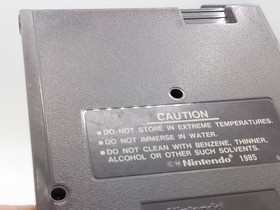 CAUTION
• DO NOT STORE IN EXTREME TEMPERATURES.
• DO NOT IMMERSE IN WATER.
• DO NOT CLEAN WITH BENZENE, THINNER,
ALCOHOL OR OTHER SUCH SOLVENTS.
Nintendo 1985
Nintendo